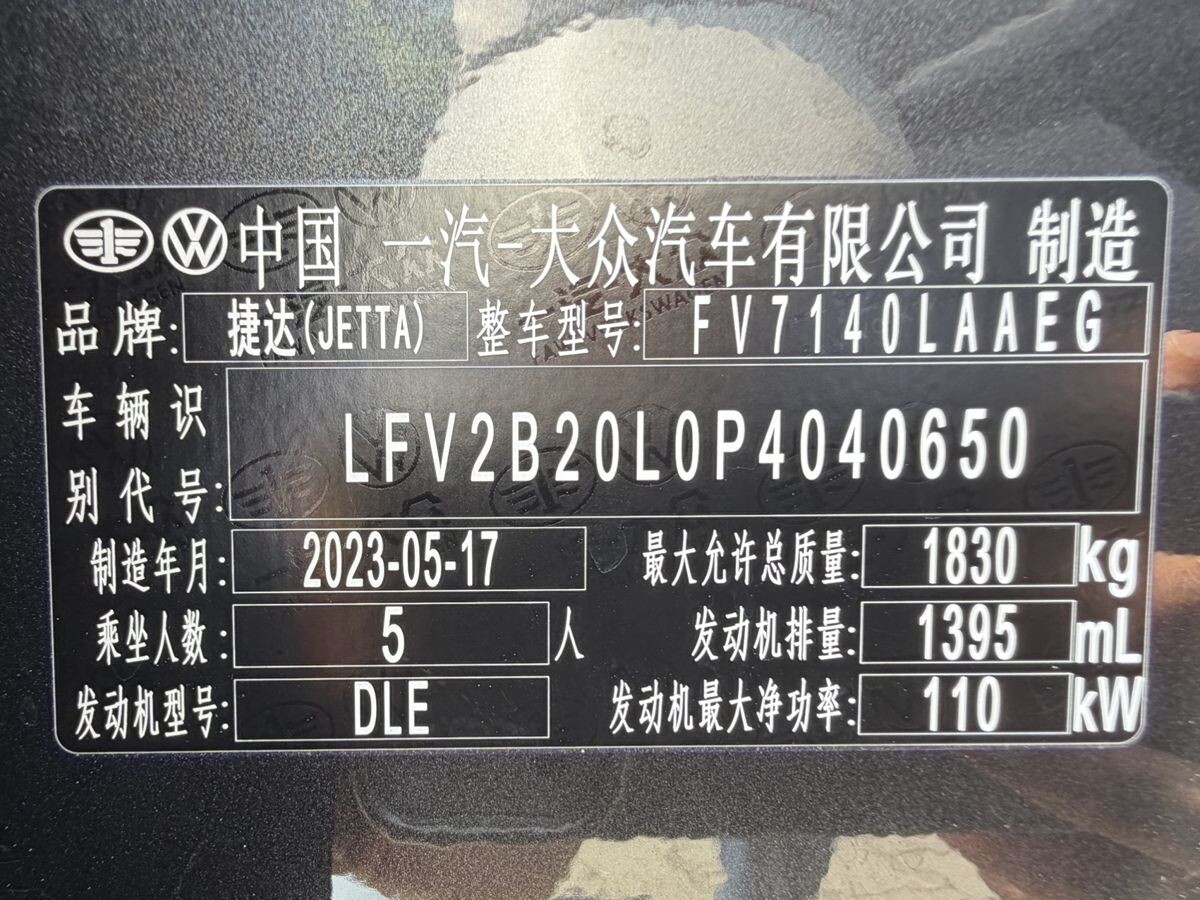 中国 一汽-大众汽车有限公司 制造
品牌: 捷达(JETTA) 整车型号: FV7140LAAEG
车辆识别代号: LFV2B20L0P4040650
制造年月: 2023-05-17 最大允许总质量: 1830 kg
乘坐人数: 5 人 发动机排量: 1395 mL
发动机型号: DLE 发动机最大净功率: 110 kW